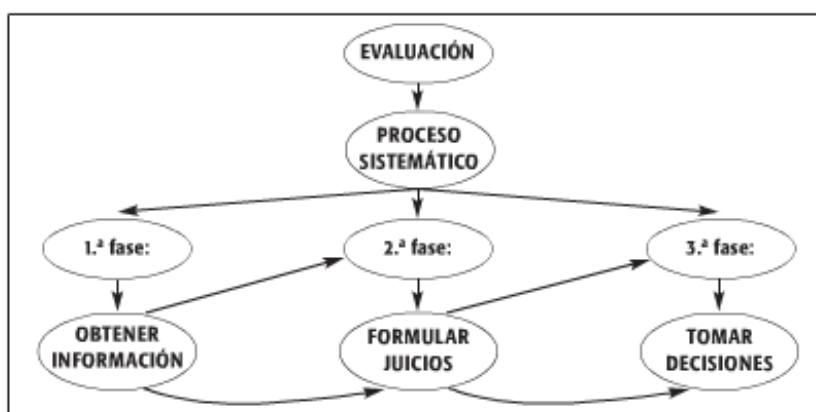 EVALUACIÓN
PROCESO
SISTEMÁTICO
1.ª fase:
2.ª fase:
3.ª fase:
OBTENER
INFORMACIÓN
FORMULAR
JUICIOS
TOMAR
DECISIONES